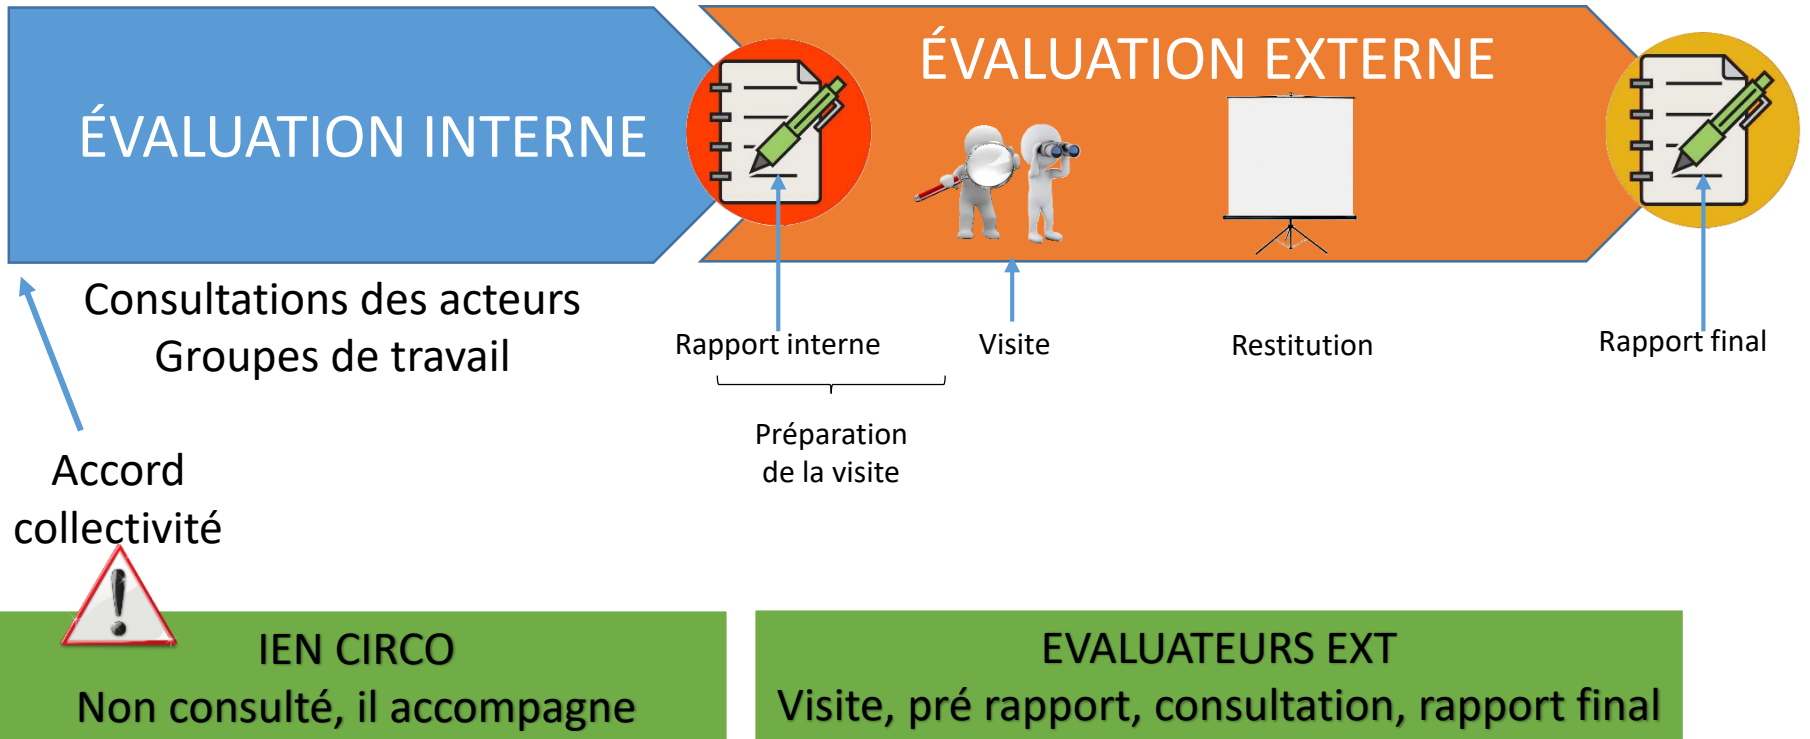 ÉVALUATION INTERNE
ÉVALUATION EXTERNE
Consultations des acteurs
Groupes de travail
Rapport interne
Visite
Restitution
Rapport final
Préparation
de la visite
Accord
collectivité
IEN CIRCO
Non consulté, il accompagne
EVALUATEURS EXT
Visite, pré rapport, consultation, rapport final